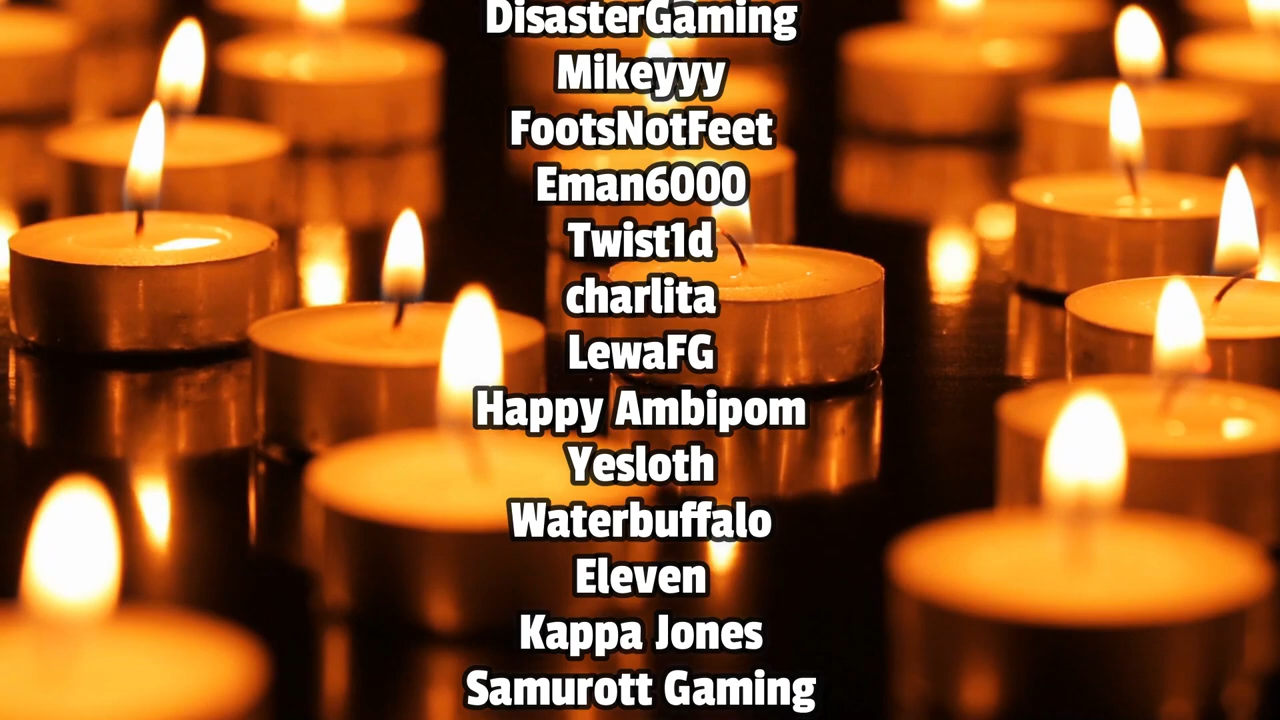 DisasterGaming
Mikeyyy
FootsNotFeet
Eman6000
Twist1d
charlita
LewaFG
Happy Ambipom
Yesloth
Waterbuffalo
Eleven
Kappa Jones
Samurott Gaming